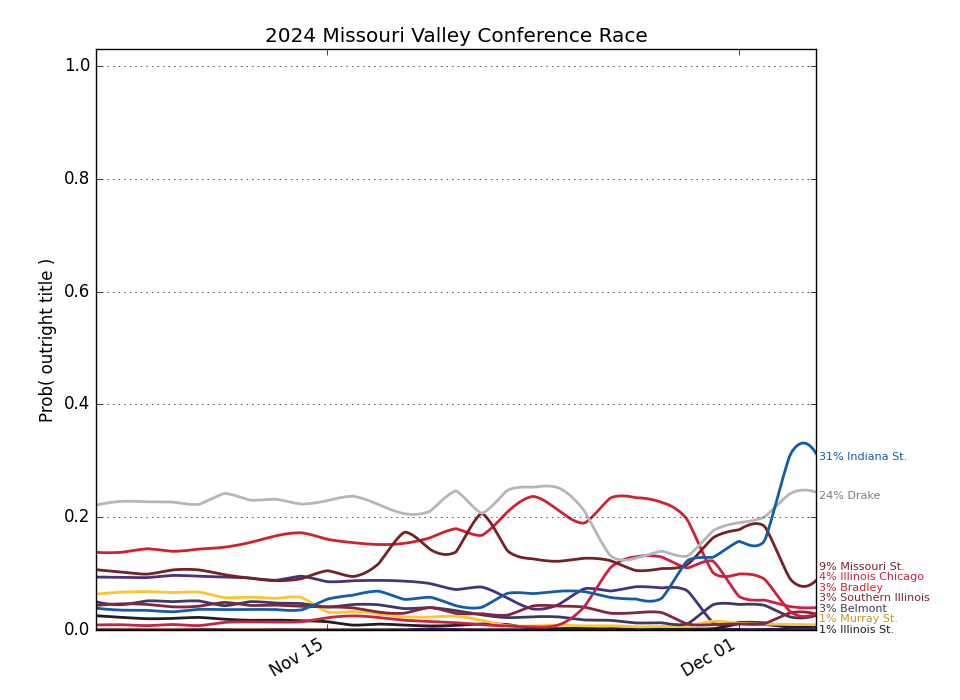 2024 Missouri Valley Conference Race
1.0
0.8
0.6
0.4
0.2
0.0
Prob( outright title )
Nov 15
Dec 01
31% Indiana St.
24% Drake
9% Missouri St.
4% Illinois Chicago
3% Bradley
3% Southern Illinois
3% Belmont
1% Murray St.
1% Illinois St.